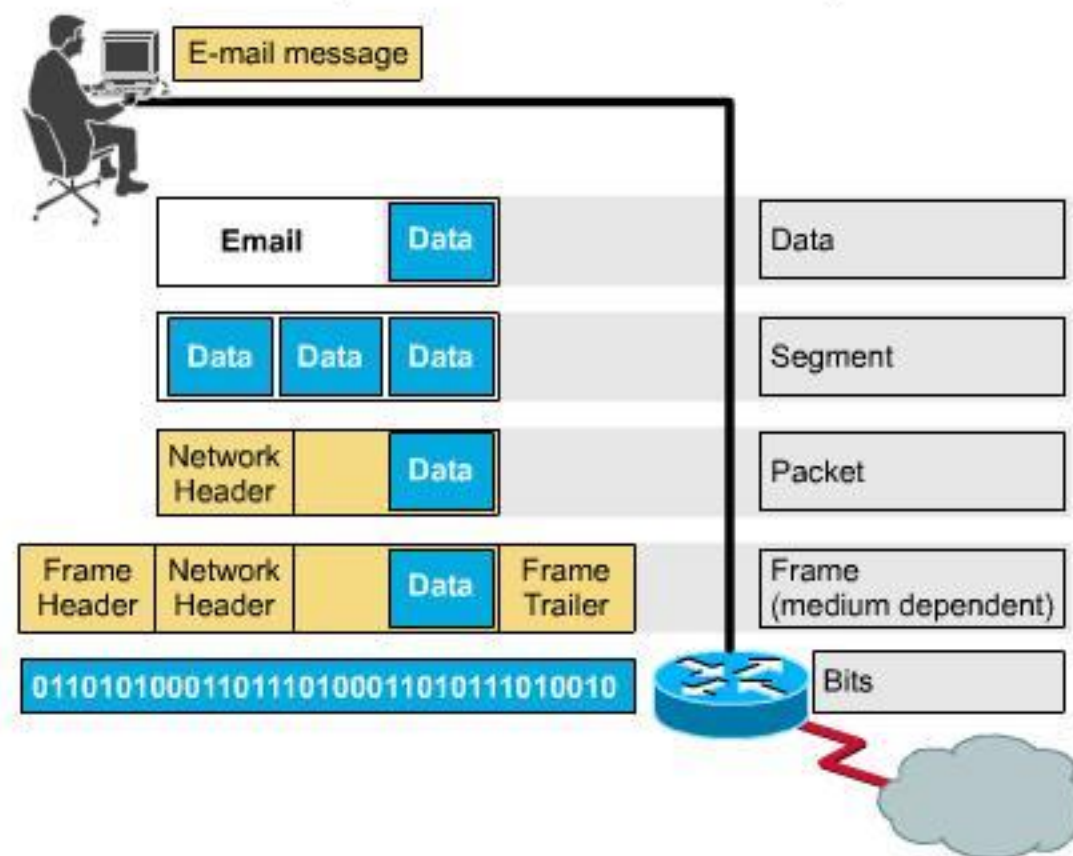 E-mail message
Email Data
Data
Data Data Data
Segment
Network
Header
Data
Packet
Frame
Header
Network
Header
Data
Frame
Trailer
Frame
(medium dependent)
0110101000110111010001101011101001​0
Bits